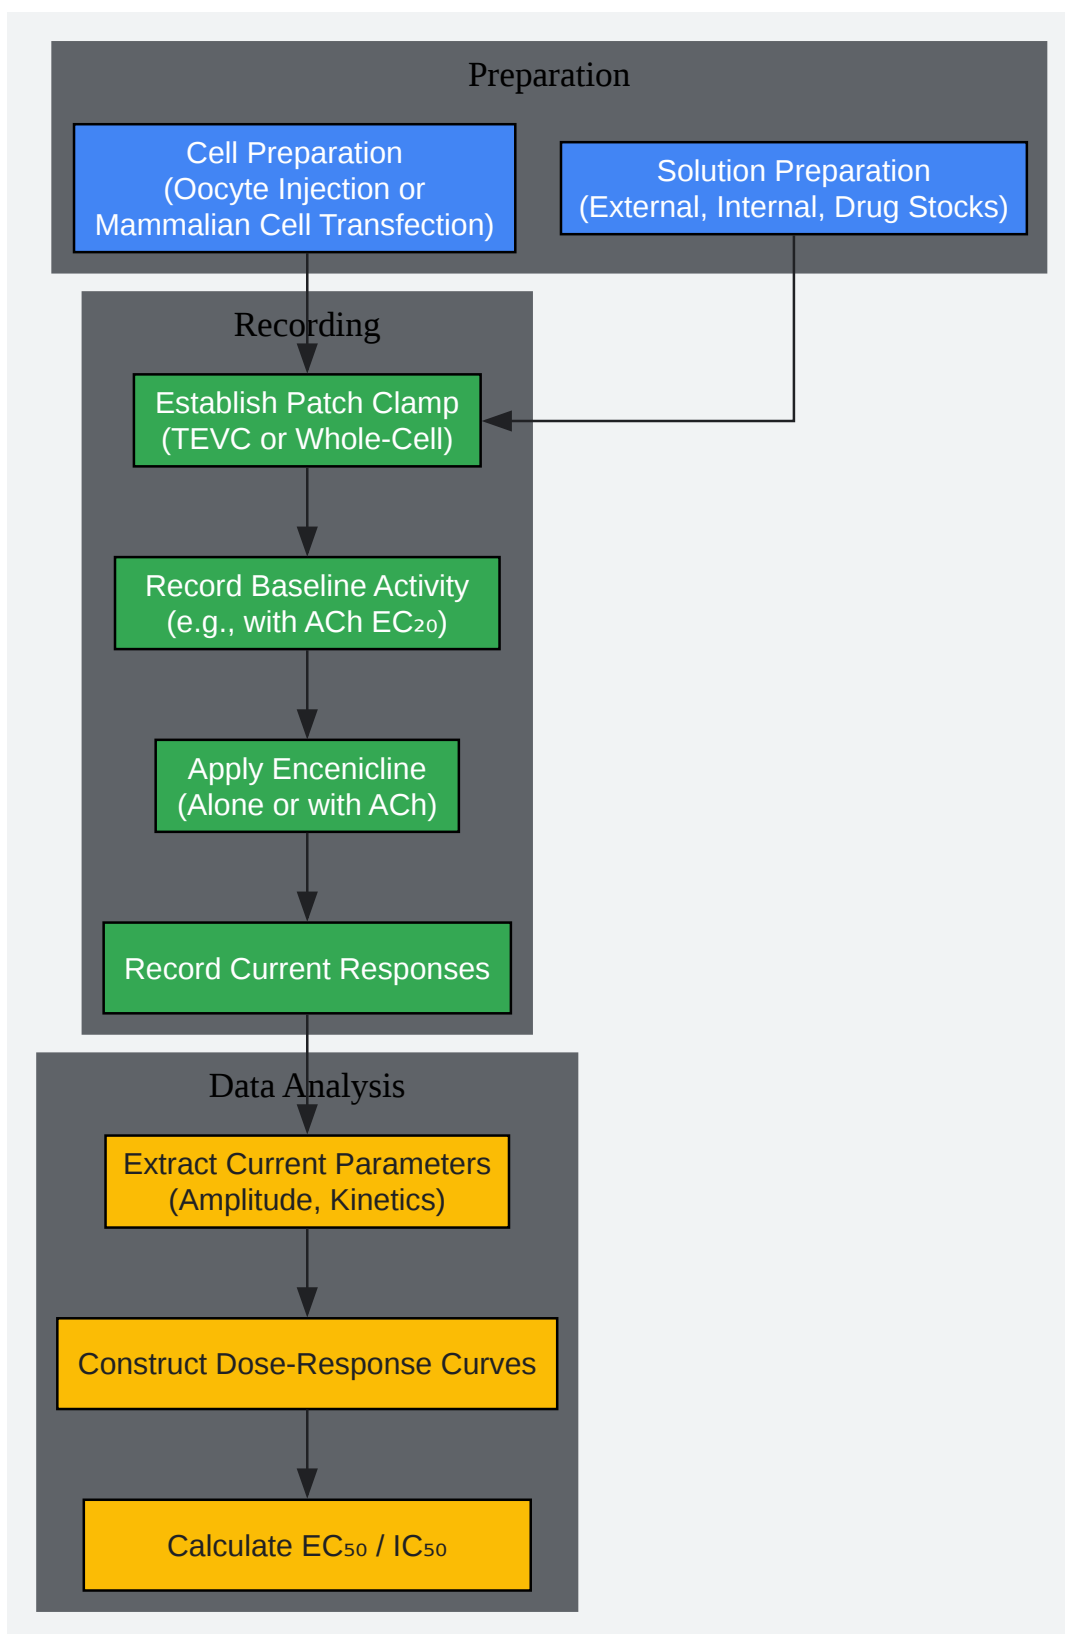 Preparation
Cell Preparation
(Oocyte Injection or
Mammalian Cell Transfection)
Solution Preparation
(External, Internal, Drug Stocks)
Recording
Establish Patch Clamp
(TEVC or Whole-Cell)
Record Baseline Activity
(e.g., with ACh EC₂₀)
Apply Encenicline
(Alone or with ACh)
Record Current Responses
Data Analysis
Extract Current Parameters
(Amplitude, Kinetics)
Construct Dose-Response Curves
Calculate EC₅₀ / IC₅₀